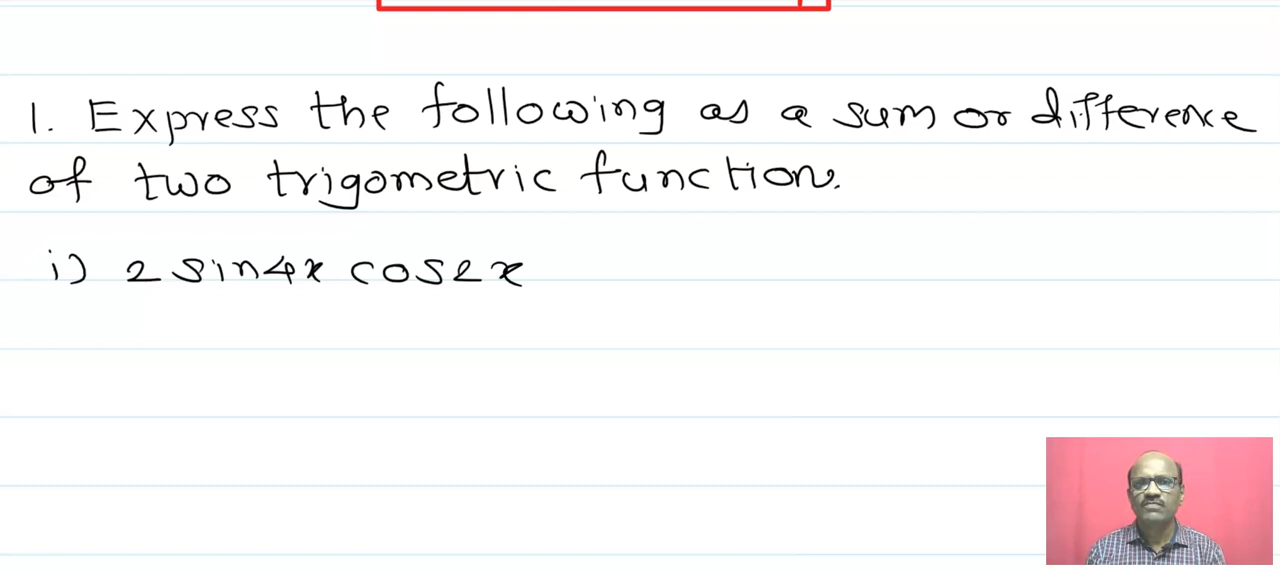 1. Express the following as a sum or difference
of two trigometric function.
i) 2 sin4x cos2x